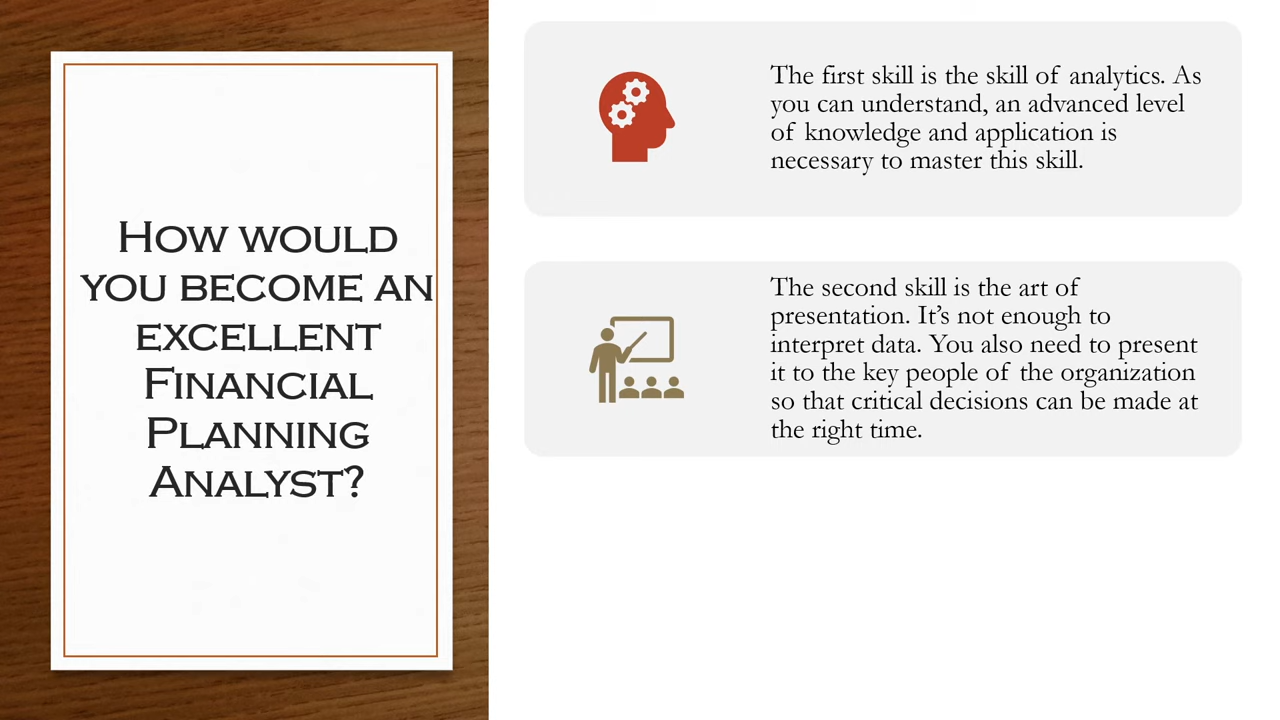 How would
you become an
excellent
Financial
Planning
Analyst?
The first skill is the skill of analytics. As
you can understand, an advanced level
of knowledge and application is
necessary to master this skill.
The second skill is the art of
presentation. It’s not enough to
interpret data. You also need to present
it to the key people of the organization
so that critical decisions can be made at
the right time.